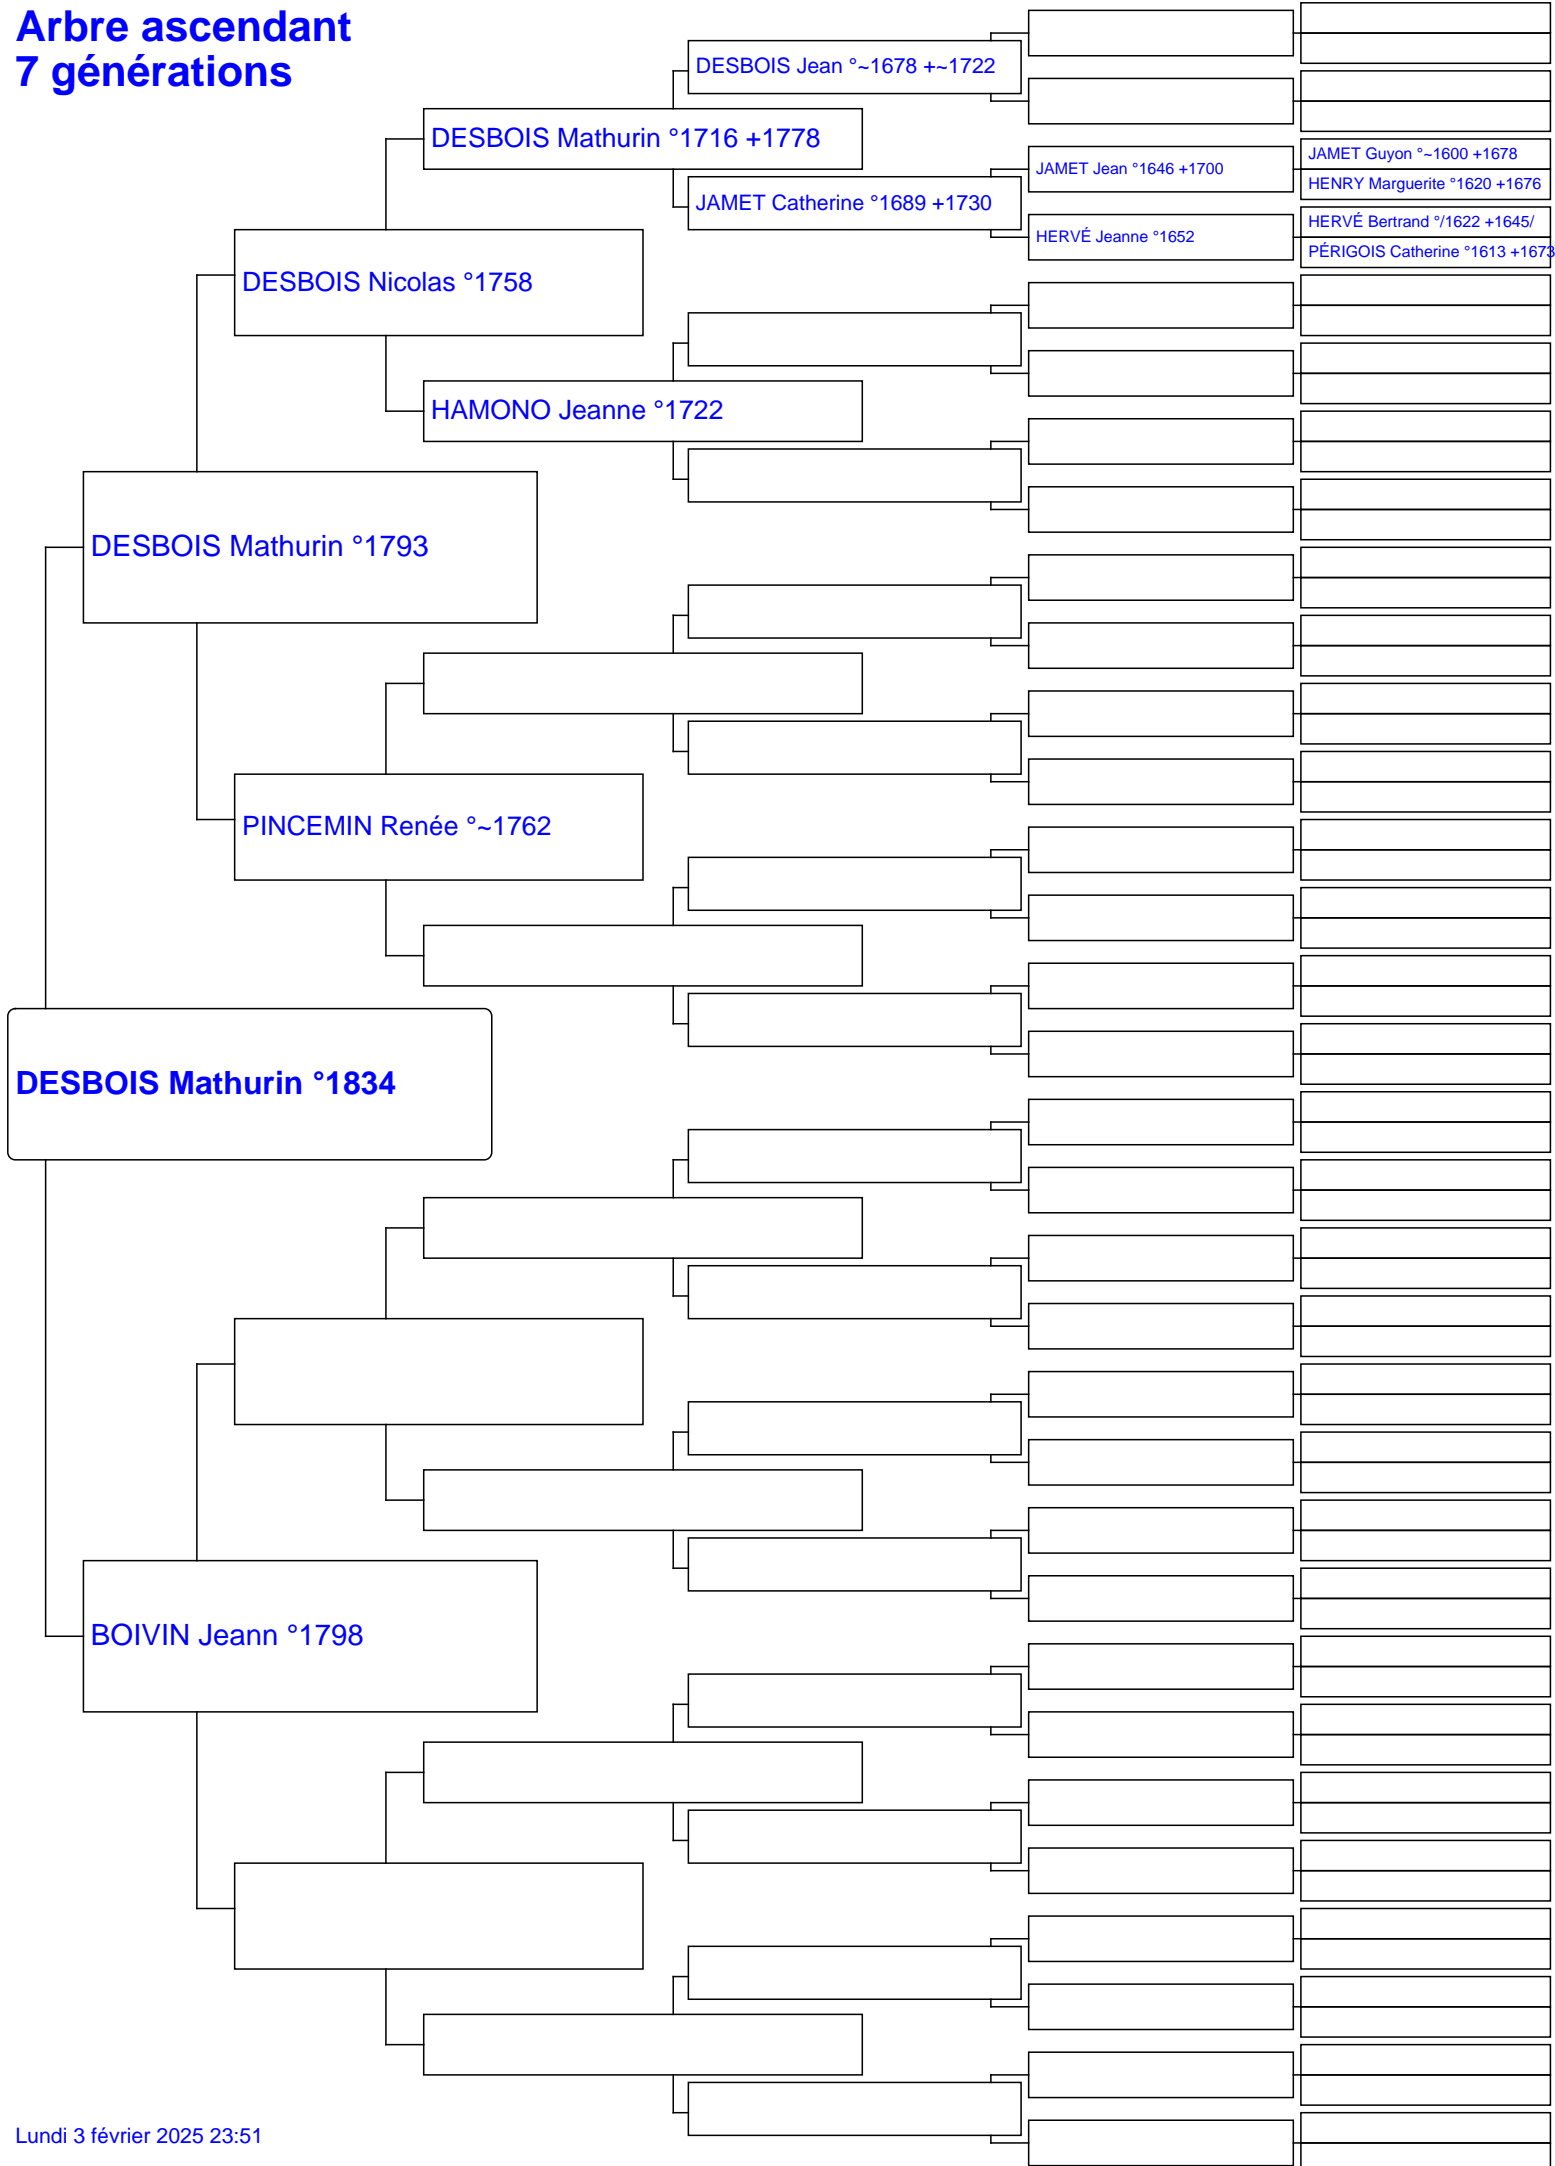 Arbre ascendant
7 générations
DESBOIS Jean °~1678 +~1722
DESBOIS Mathurin °1716 +1778
JAMET Guyon °~1600 +1678
JAMET Jean °1646 +1700
HENRY Marguerite °1620 +1676
JAMET Catherine °1689 +1730
HERVÉ Bertrand °/1622 +1645/
HERVÉ Jeanne °1652
PÉRIGOIS Catherine °1613 +1673
DESBOIS Nicolas °1758
HAMONO Jeanne °1722
DESBOIS Mathurin °1793
PINCEMIN Renée °~1762
DESBOIS Mathurin °1834
BOIVIN Jeann °1798
Lundi 3 février 2025 23:51